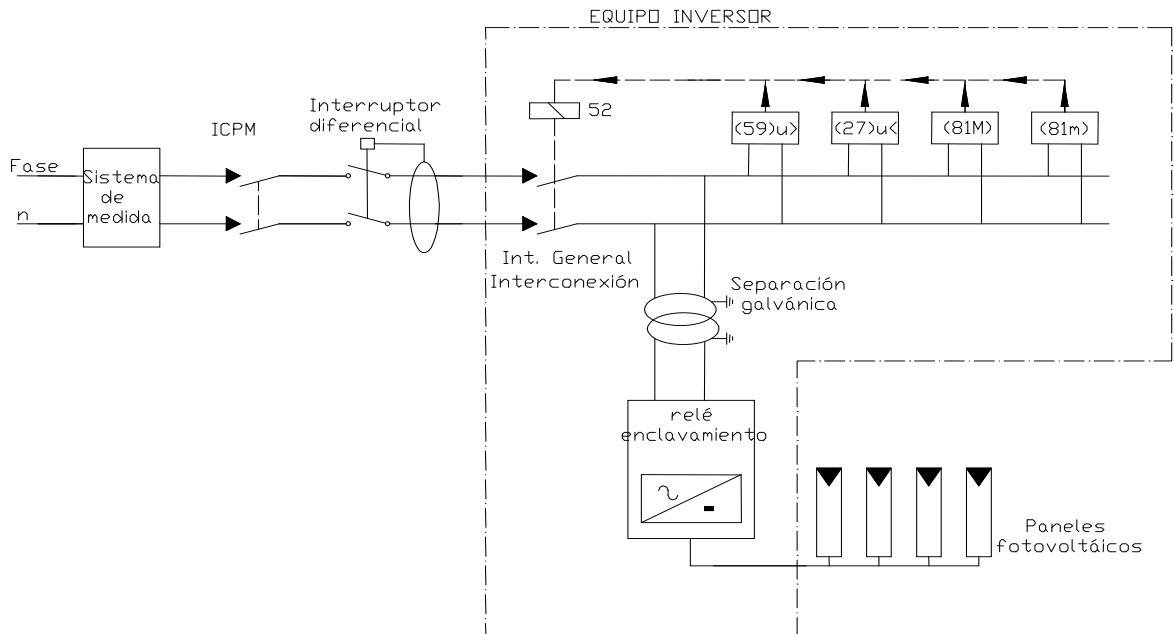 EQUIPO INVERSOR
52
(59)u>
(27)u<
(81M)
(81m)
Interruptor
diferencial
ICPM
Fase
n
Sistema
de
medida
Int. General
Interconexión
Separación
galvánica
relé
enclavamiento
Paneles
fotovoltáicos